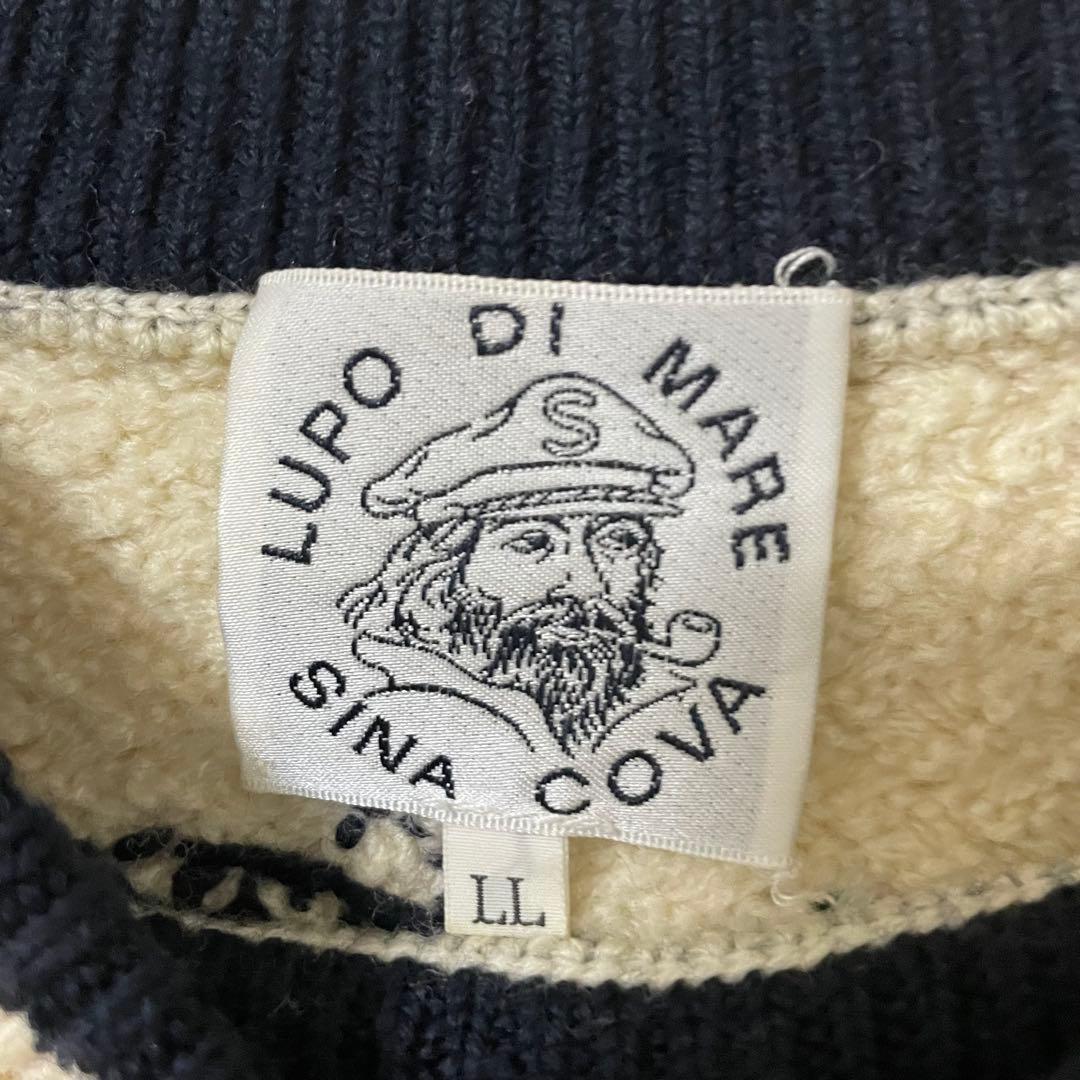 LUPO DI MARE
S
SINA COVA
LL